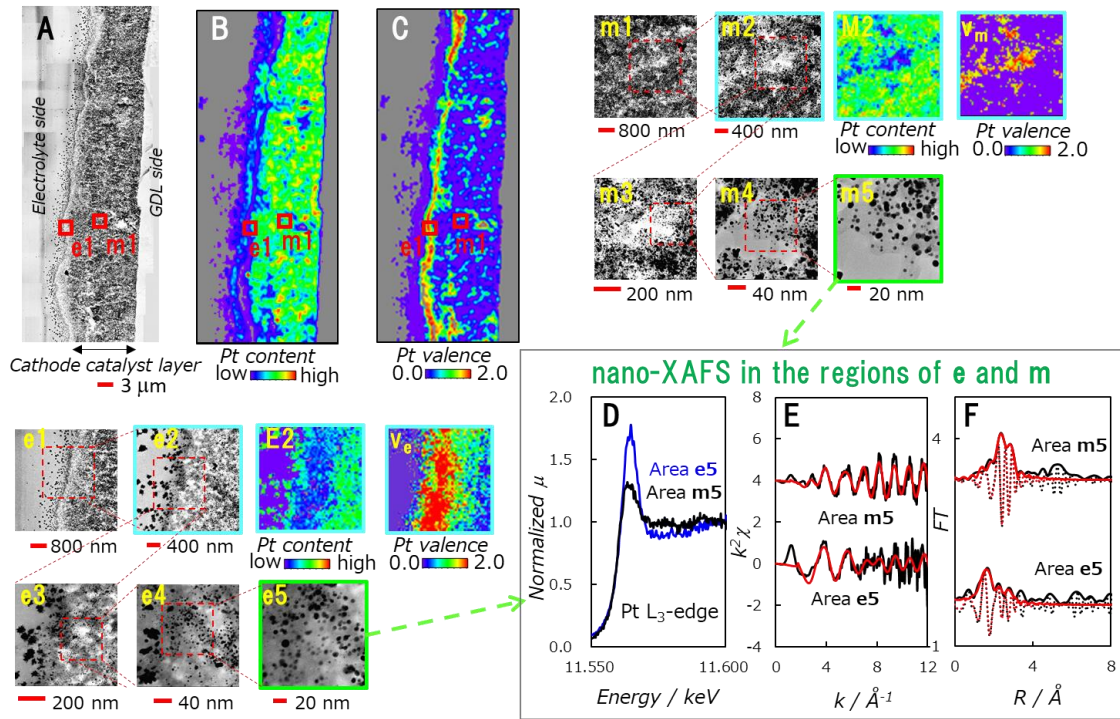 A
B
C
Electrolyte side
GDL side
e1
m1
e1
m1
e1
m1
Cathode catalyst layer
3 μm
Pt content
low
high
Pt valence
0.0
2.0
m1
m2
M2
vₘ
800 nm
400 nm
Pt content
low
high
Pt valence
0.0
2.0
m3
m4
m5
200 nm
40 nm
20 nm
e1
e2
E2
vₑ
800 nm
400 nm
Pt content
low
high
Pt valence
0.0
2.0
e3
e4
e5
200 nm
40 nm
20 nm
nano-XAFS in the regions of e and m
D
Normalized μ
2.0
1.5
1.0
0.5
0.0
Area e5
Area m5
Pt L₃-edge
11.550
11.600
Energy / keV
E
k²χ
6
4
2
0
-2
-4
Area m5
Area e5
0
4
8
12
k / Å⁻¹
F
FT
4
1
Area m5
Area e5
0
4
8
R / Å